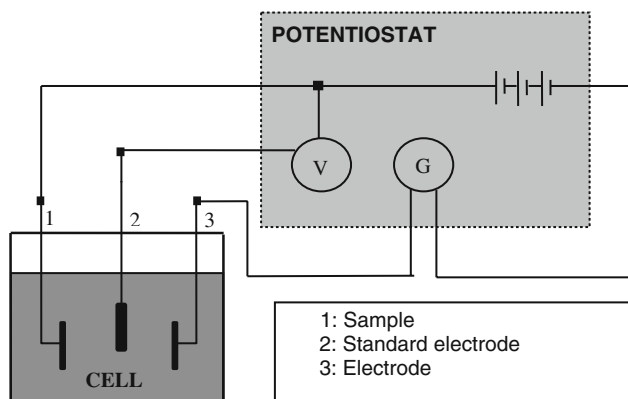 POTENTIOSTAT
V
G
1
2
3
CELL
1: Sample
2: Standard electrode
3: Electrode